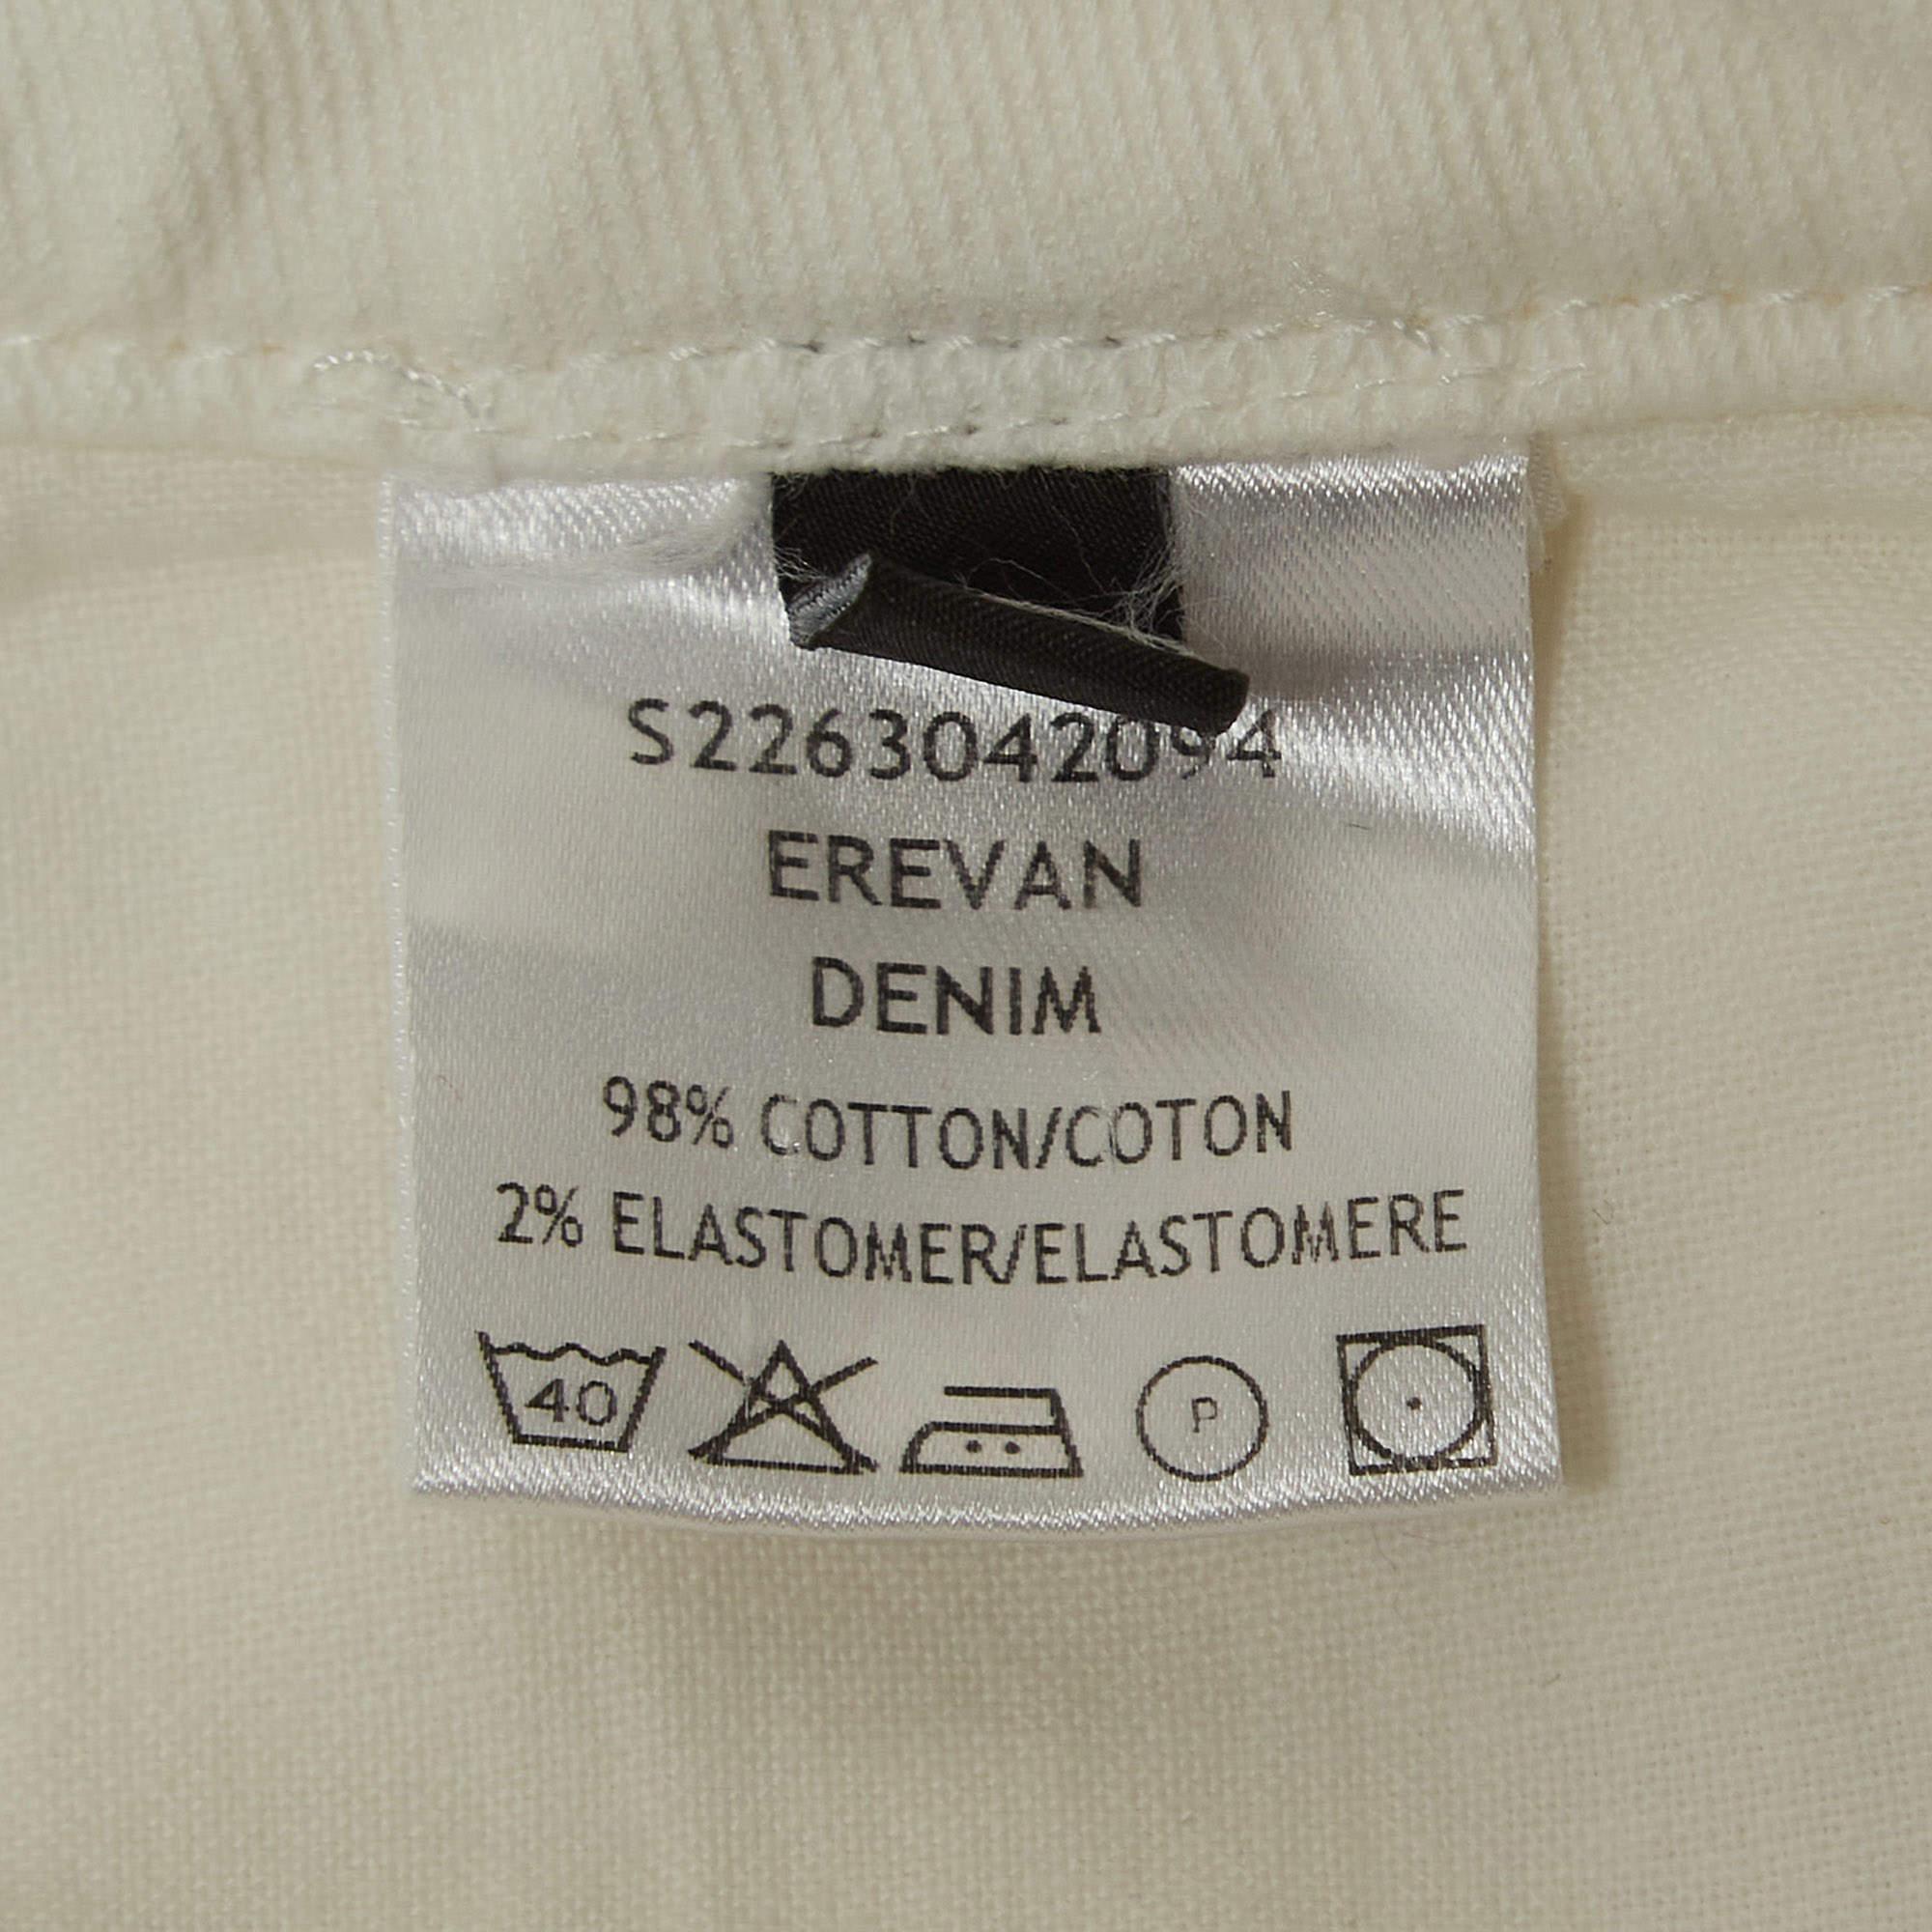 S2263042094
EREVAN
DENIM
98% COTTON/COTON
2% ELASTOMER/ELASTOMERE
40 P